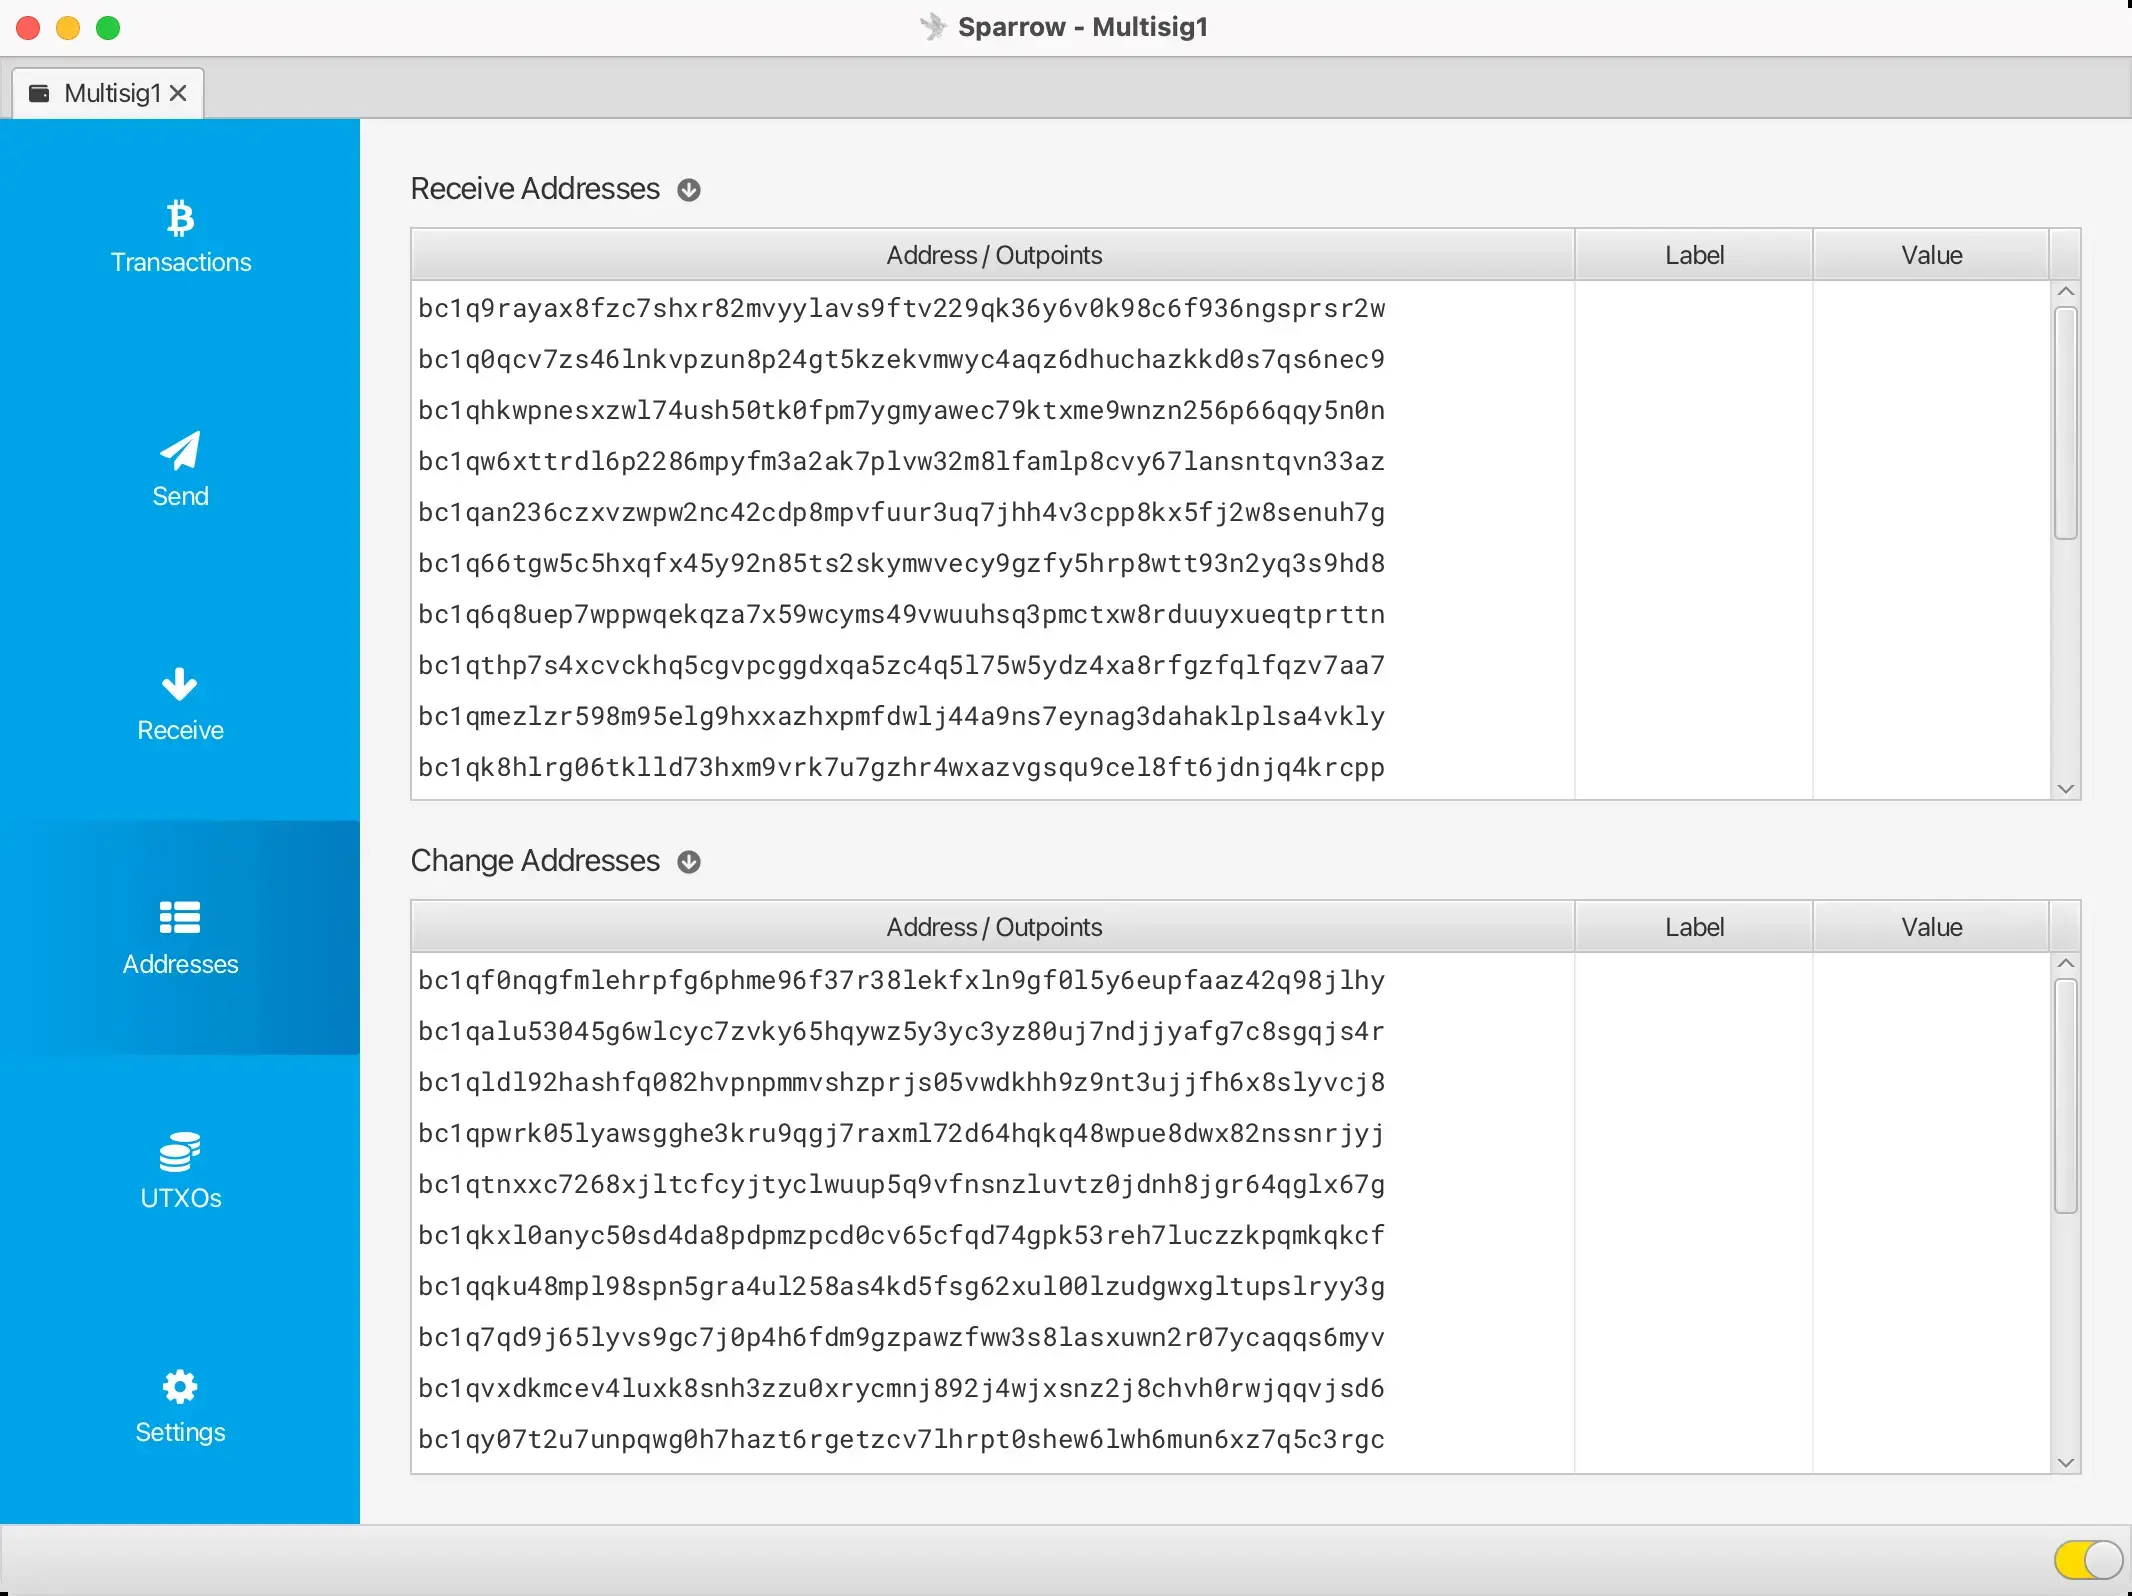 Sparrow - Multisig1
Multisig1
Transactions
Send
Receive
Addresses
UTXOs
Settings
Receive Addresses
Address / Outpoints Label Value
bc1q9rayax8fzc7shxr82mvyylavs9ftv229qk36y6v0k98c6f936ngsprsr2w
bc1q0qcv7zs46lnkvpzun8p24gt5kzekvmwyc4aqz6dhuchazkkd0s7qs6nec9
bc1qhkwpnesxzwl74ush50tk0fpm7ygmyawec79ktxme9wnzn256p66qqy5n0n
bc1qw6xttrdl6p2286mpyfm3a2ak7plvw32m8lfamlp8cvy67lansntqvn33az
bc1qan236czxvzwpw2nc42cdp8mpvfuur3uq7jhh4v3cpp8kx5fj2w8senuh7g
bc1q66tgw5c5hxqfx45y92n85ts2skymwvecy9gzfy5hrp8wtt93n2yq3s9hd8
bc1q6q8uep7wppwqekqza7x59wcyms49vwuuhsq3pmctxw8rduuyxueqtprttn
bc1qthp7s4xcvckhq5cgvpcggdxqa5zc4q5l75w5ydz4xa8rfgzfqlfqzv7aa7
bc1qmezlzr598m95elg9hxxazhxpmfdwlj44a9ns7eynag3dahaklplsa4vkly
bc1qk8hlrg06tklld73hxm9vrk7u7gzhr4wxazvgsqu9cel8ft6jdnjq4krcpp
Change Addresses
Address / Outpoints Label Value
bc1qf0nqgfmlehrpfg6phme96f37r38lekfxln9gf0l5y6eupfaaz42q98jlhy
bc1qalu53045g6wlcyc7zvky65hqywz5y3yc3yz80uj7ndjjyafg7c8sgqjs4r
bc1qldl92hashfq082hvpnpmmvshzprjs05vwdkhh9z9nt3ujjfh6x8slyvcj8
bc1qpwrk05lyawsgghe3kru9qgj7raxml72d64hqkq48wpue8dwx82nssnrjyj
bc1qtnxxc7268xjltcfcyjtyclwuup5q9vfnsnzluvtz0jdnh8jgr64qglx67g
bc1qkxl0anyc50sd4da8pdpmzpcd0cv65cfqd74gpk53reh7luczzkpqmkqkcf
bc1qqku48mpl98spn5gra4ul258as4kd5fsg62xul00lzudgwxgltupslryy3g
bc1q7qd9j65lyvs9gc7j0p4h6fdm9gzpawzfww3s8lasxuwn2r07ycaqqs6myv
bc1qvxdkmcev4luxk8snh3zzu0xrycmnj892j4wjxsnz2j8chvh0rwjqqvjsd6
bc1qy07t2u7unpqwg0h7hazt6rgetzcv7lhrpt0shew6lwh6mun6xz7q5c3rgc